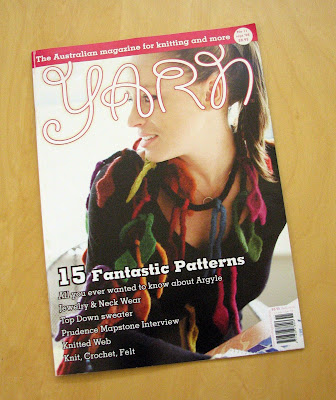 The Australian magazine for knitting and more
YARN
15 Fantastic Patterns
All you ever wanted to know about Argyle
Jewelry & Neck Wear
Top Down sweater
Prudence Mapstone Interview
Knitted Web
Knit, Crochet, Felt